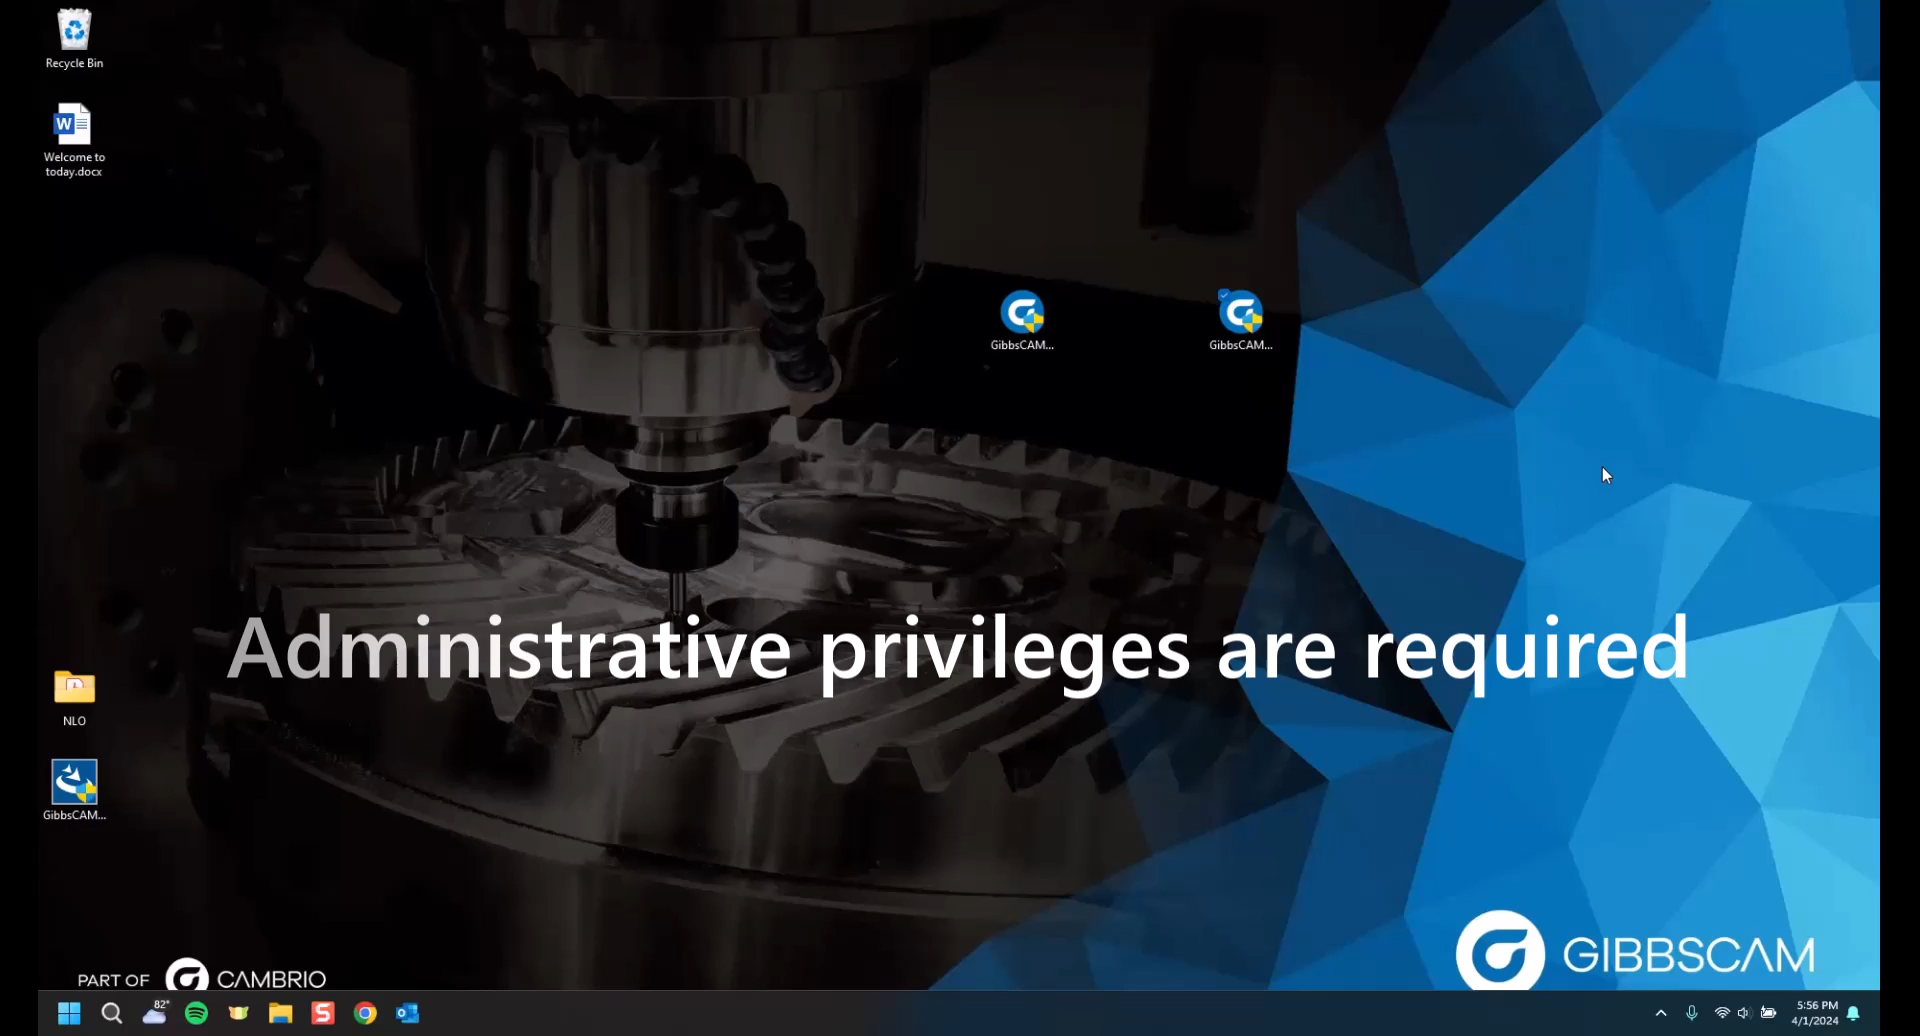 Recycle Bin
Welcome to
today.docx
GibbsCAM...
GibbsCAM...
Administrative privileges are required
NLO
GibbsCAM...
PART OF CAMBRIO
GIBBSCAM
82°
5:56 PM
4/1/2024